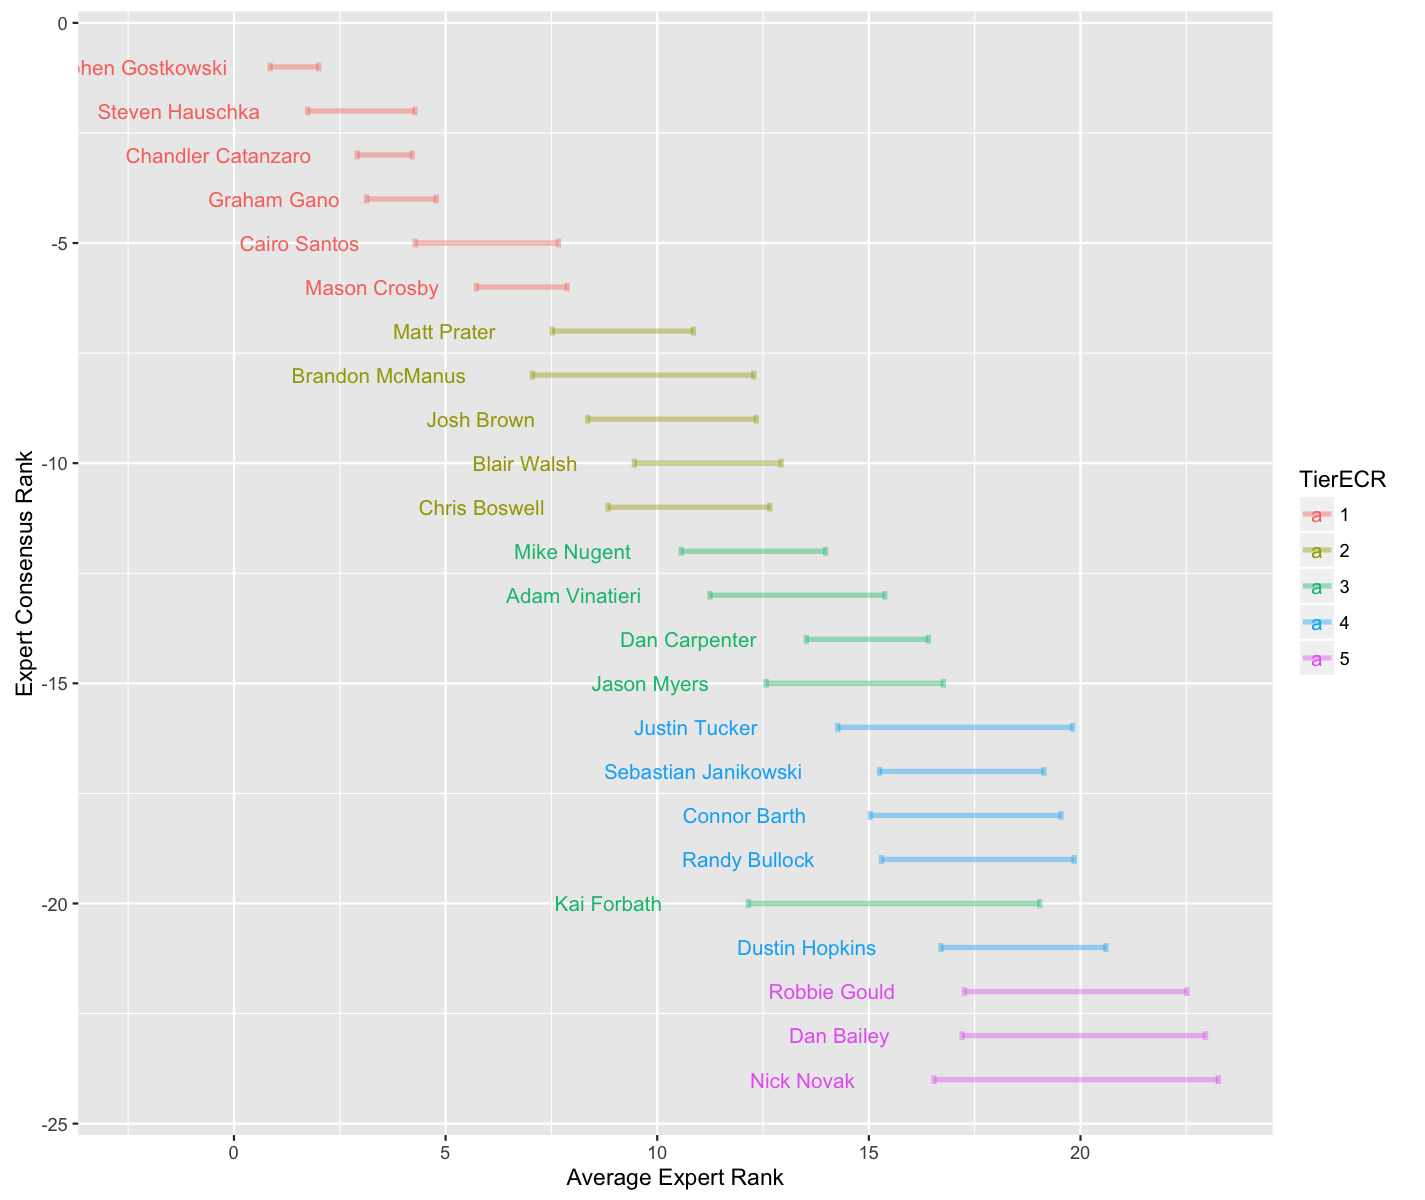 0
phen Gostkowski
Steven Hauschka
Chandler Catanzaro
Graham Gano
-5
Cairo Santos
Mason Crosby
Matt Prater
Brandon McManus
Josh Brown
-10
Blair Walsh
Chris Boswell
Mike Nugent
Adam Vinatieri
Dan Carpenter
-15
Jason Myers
Justin Tucker
Sebastian Janikowski
Connor Barth
Randy Bullock
-20
Kai Forbath
Dustin Hopkins
Robbie Gould
Dan Bailey
Nick Novak
-25
0 5 10 15 20
Average Expert Rank
Expert Consensus Rank
TierECR
a 1
a 2
a 3
a 4
a 5